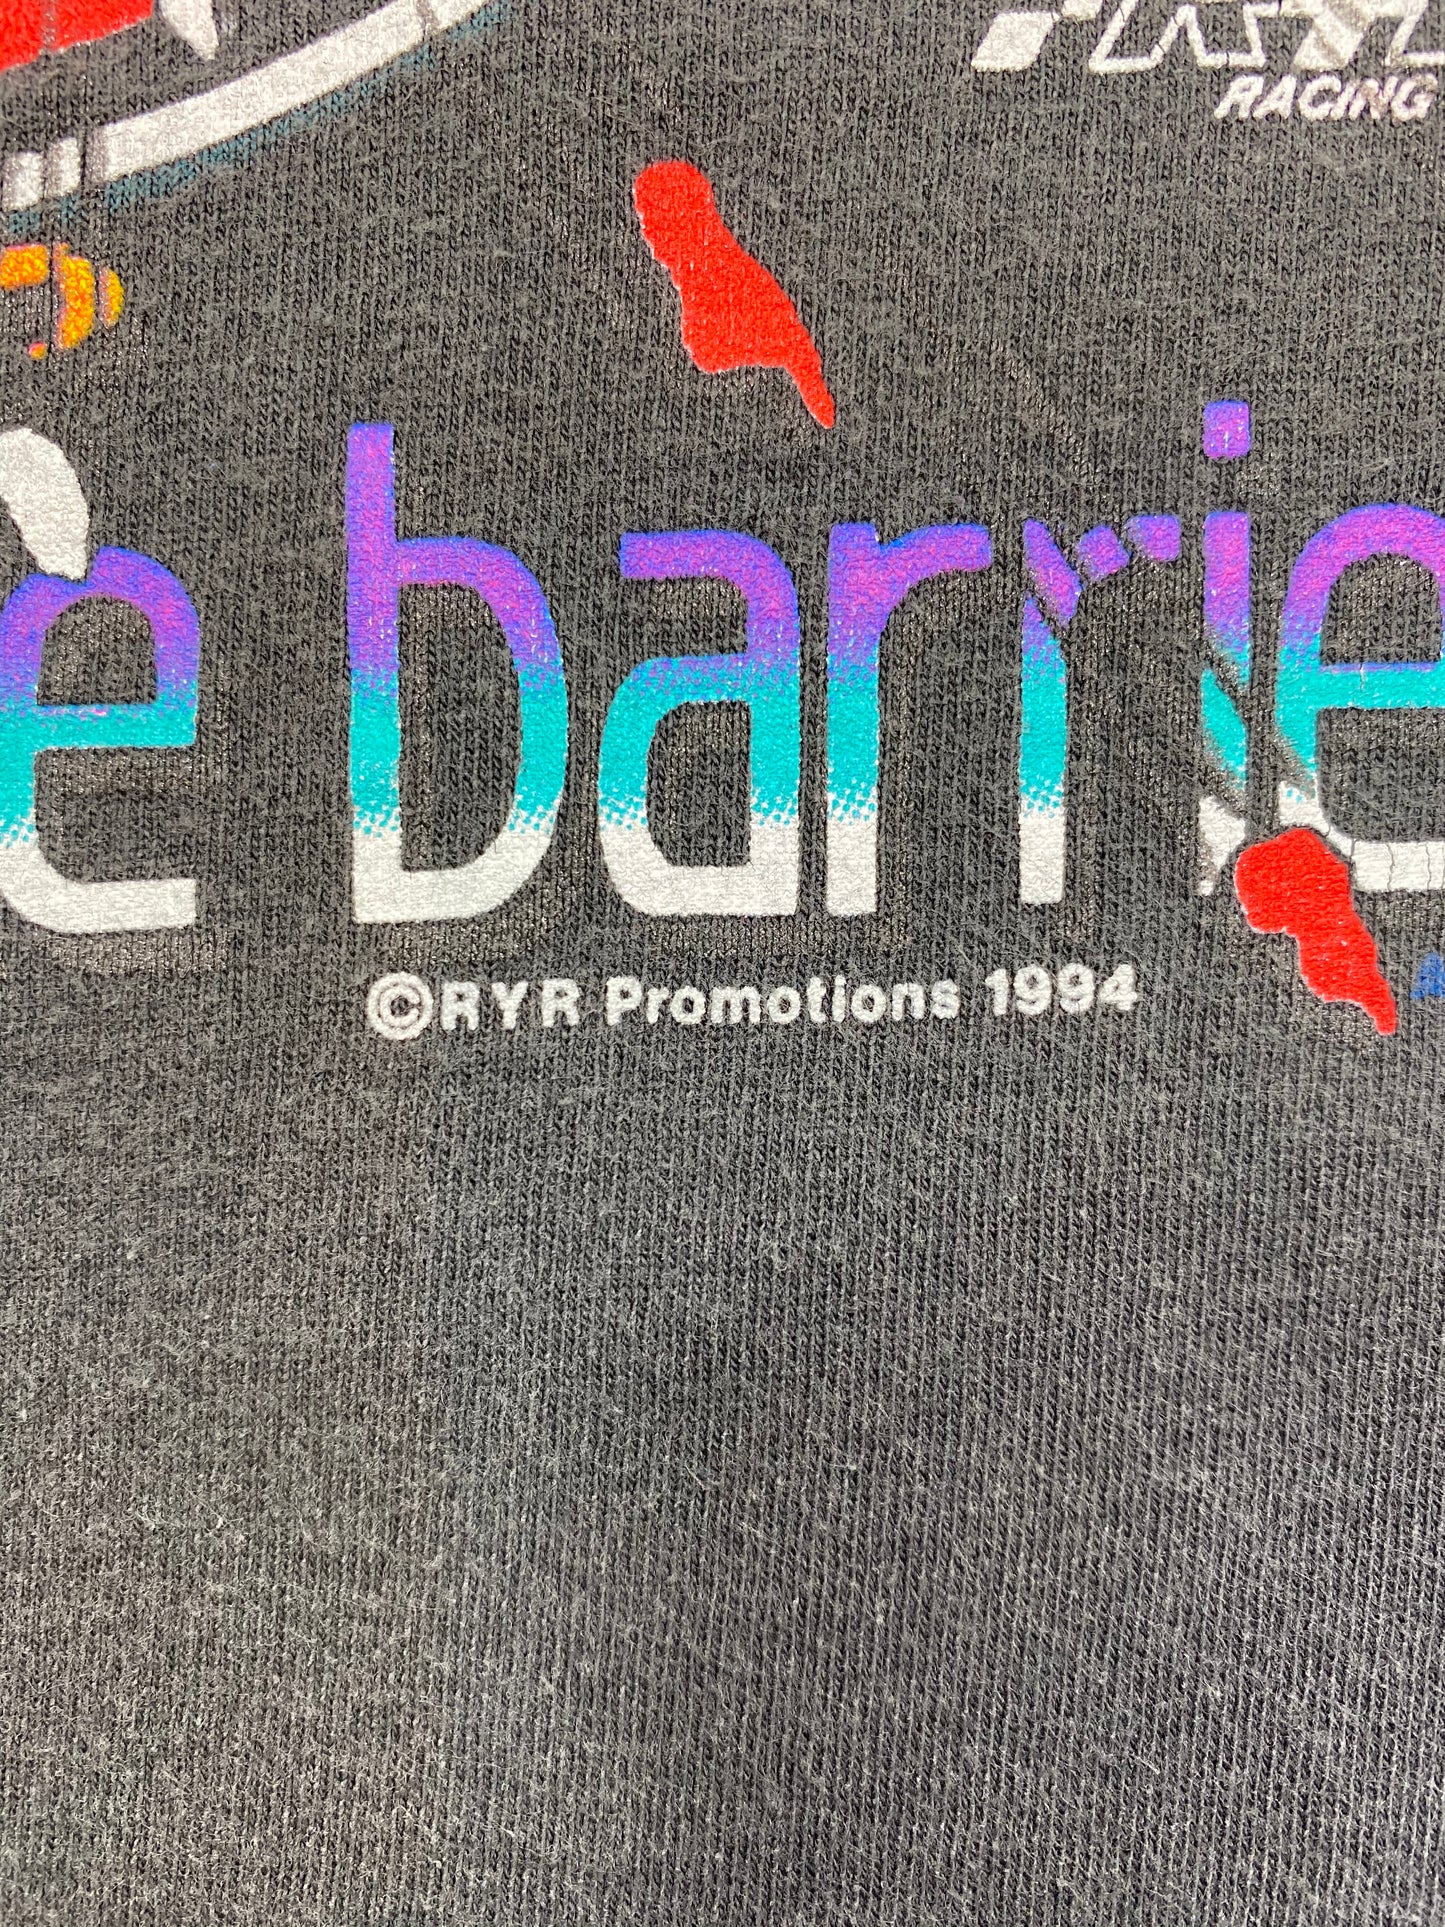 RACING
e barrie
©RYR Promotions 1994